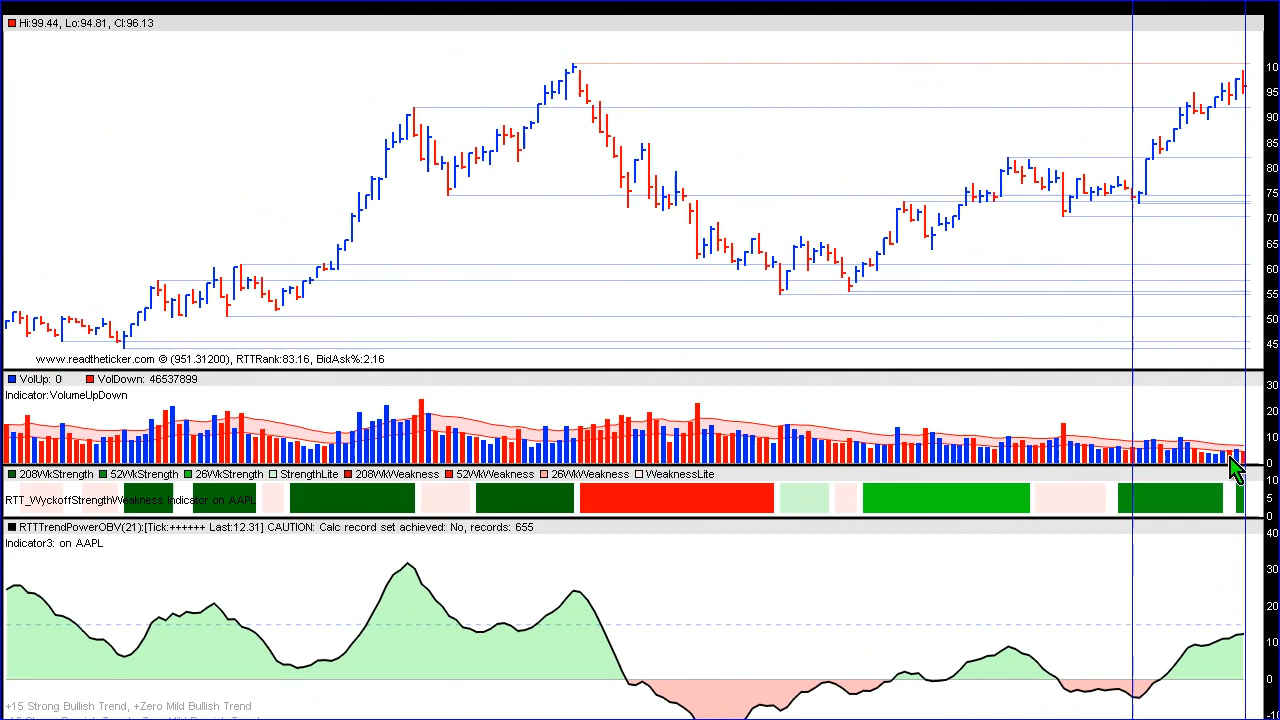 Hi:99.44, Lo:94.81, Cl:96.13
10
95
90
85
80
75
70
65
60
55
50
45
www.readtheticker.com © (951.31200), RTTRank:83.16, BidAsk%:2.16
VolUp: 0 VolDown: 46537899
Indicator:VolumeUpDown
30
20
10
0
208WkStrength 52WkStrength 26WkStrength StrengthLite 208WkWeakness 52WkWeakness 26WkWeakness WeaknessLite
10
RTT_WyckoffStrengthWeakness Indicator on AAPL
5
0
RTTTrendPowerOBV(21):[Tick:++++++ Last:12.31] CAUTION: Calc record set achieved: No, records: 655
Indicator3: on AAPL
40
30
20
10
0
-10
+15 Strong Bullish Trend, +Zero Mild Bullish Trend